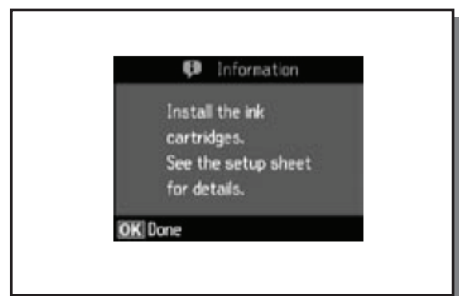 Information
Install the ink
cartridges.
See the setup sheet
for details.
OK Done